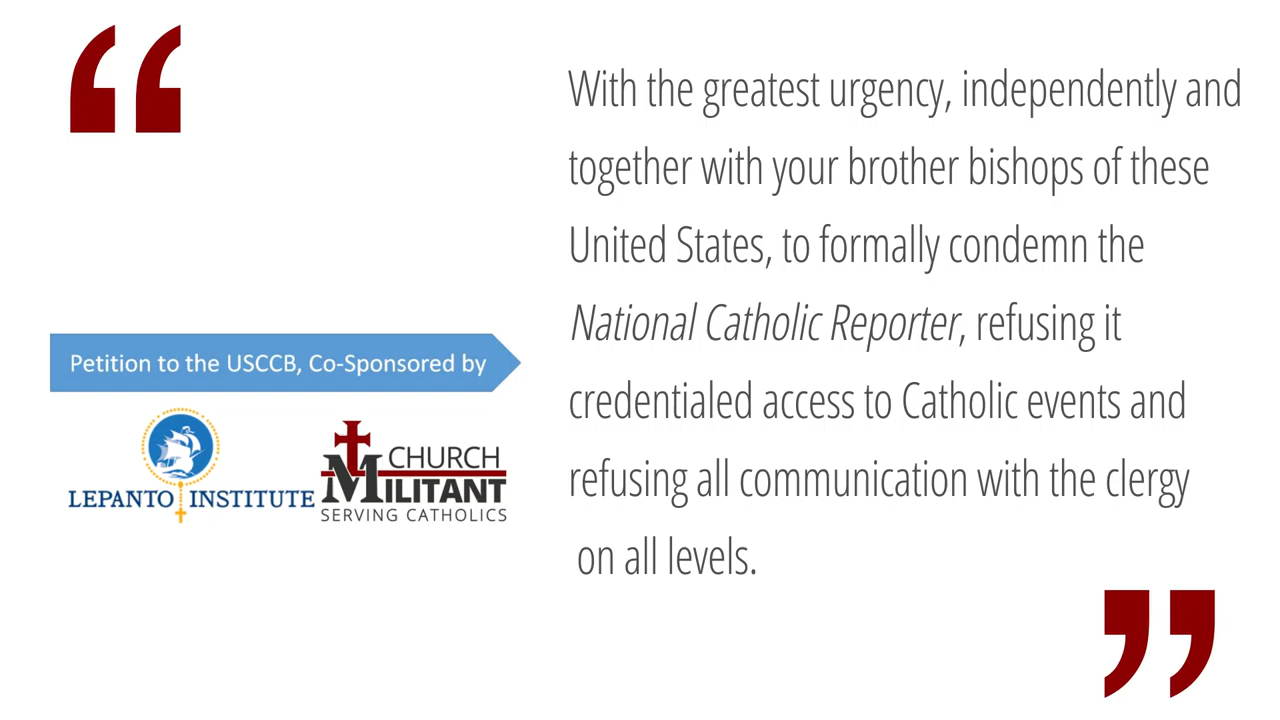 “
With the greatest urgency, independently and
together with your brother bishops of these
United States, to formally condemn the
National Catholic Reporter, refusing it
credentialed access to Catholic events and
refusing all communication with the clergy
on all levels.
”
Petition to the USCCB, Co-Sponsored by
LEPANTO INSTITUTE
CHURCH
MILITANT
SERVING CATHOLICS